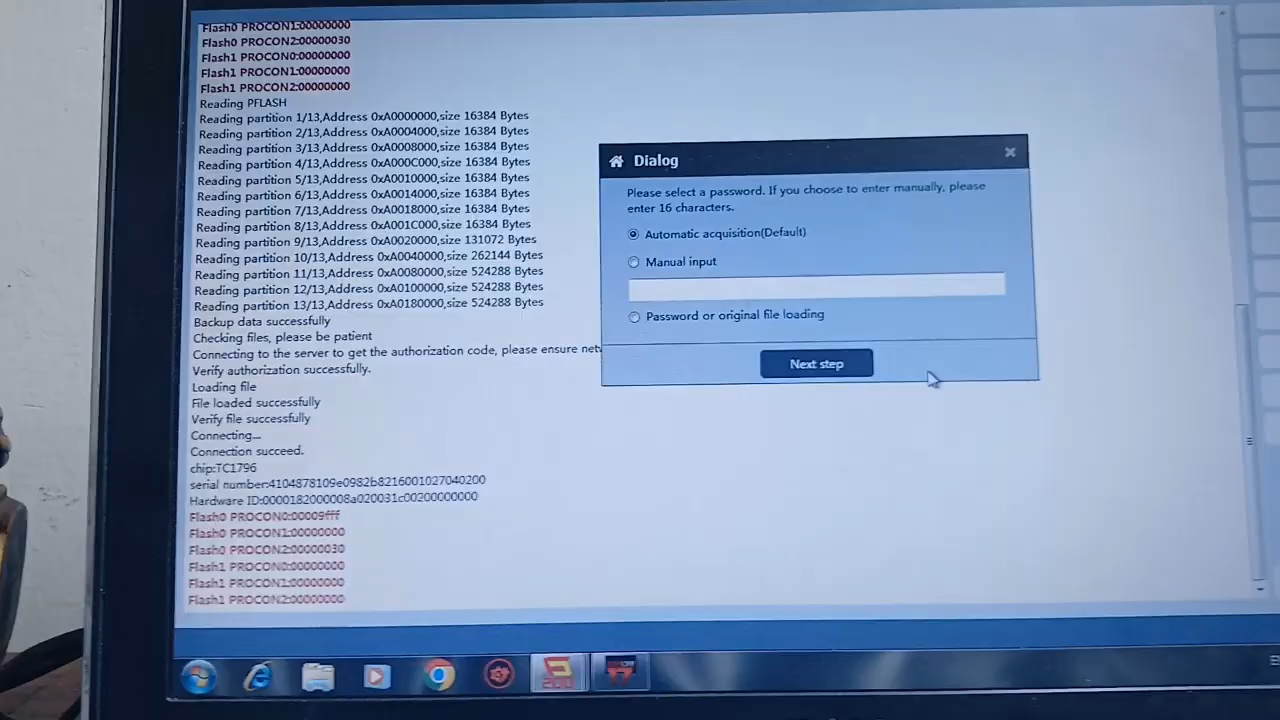 Flash0 PROCON1:00000000
Flash0 PROCON2:00000030
Flash1 PROCON0:00000000
Flash1 PROCON1:00000000
Flash1 PROCON2:00000000
Reading PFLASH
Reading partition 1/13,Address 0xA0000000,size 16384 Bytes
Reading partition 2/13,Address 0xA0004000,size 16384 Bytes
Reading partition 3/13,Address 0xA0008000,size 16384 Bytes
Reading partition 4/13,Address 0xA000C000,size 16384 Bytes
Reading partition 5/13,Address 0xA0010000,size 16384 Bytes
Reading partition 6/13,Address 0xA0014000,size 16384 Bytes
Reading partition 7/13,Address 0xA0018000,size 16384 Bytes
Reading partition 8/13,Address 0xA001C000,size 16384 Bytes
Reading partition 9/13,Address 0xA0020000,size 131072 Bytes
Reading partition 10/13,Address 0xA0040000,size 262144 Bytes
Reading partition 11/13,Address 0xA0080000,size 524288 Bytes
Reading partition 12/13,Address 0xA0100000,size 524288 Bytes
Reading partition 13/13,Address 0xA0180000,size 524288 Bytes
Backup data successfully
Checking files, please be patient
Connecting to the server to get the authorization code, please ensure netw
Verify authorization successfully.
Loading file
File loaded successfully
Verify file successfully
Connecting...
Connection succeed.
chip:TC1796
serial number:4104878109e0982b8216001027040200
Hardware ID:0000182000008a020031c00200000000
Flash0 PROCON0:00009fff
Flash0 PROCON1:00000000
Flash0 PROCON2:00000030
Flash1 PROCON0:00000000
Flash1 PROCON1:00000000
Flash1 PROCON2:00000000
Dialog
Please select a password. If you choose to enter manually, please
enter 16 characters.
Automatic acquisition(Default)
Manual input
Password or original file loading
Next step